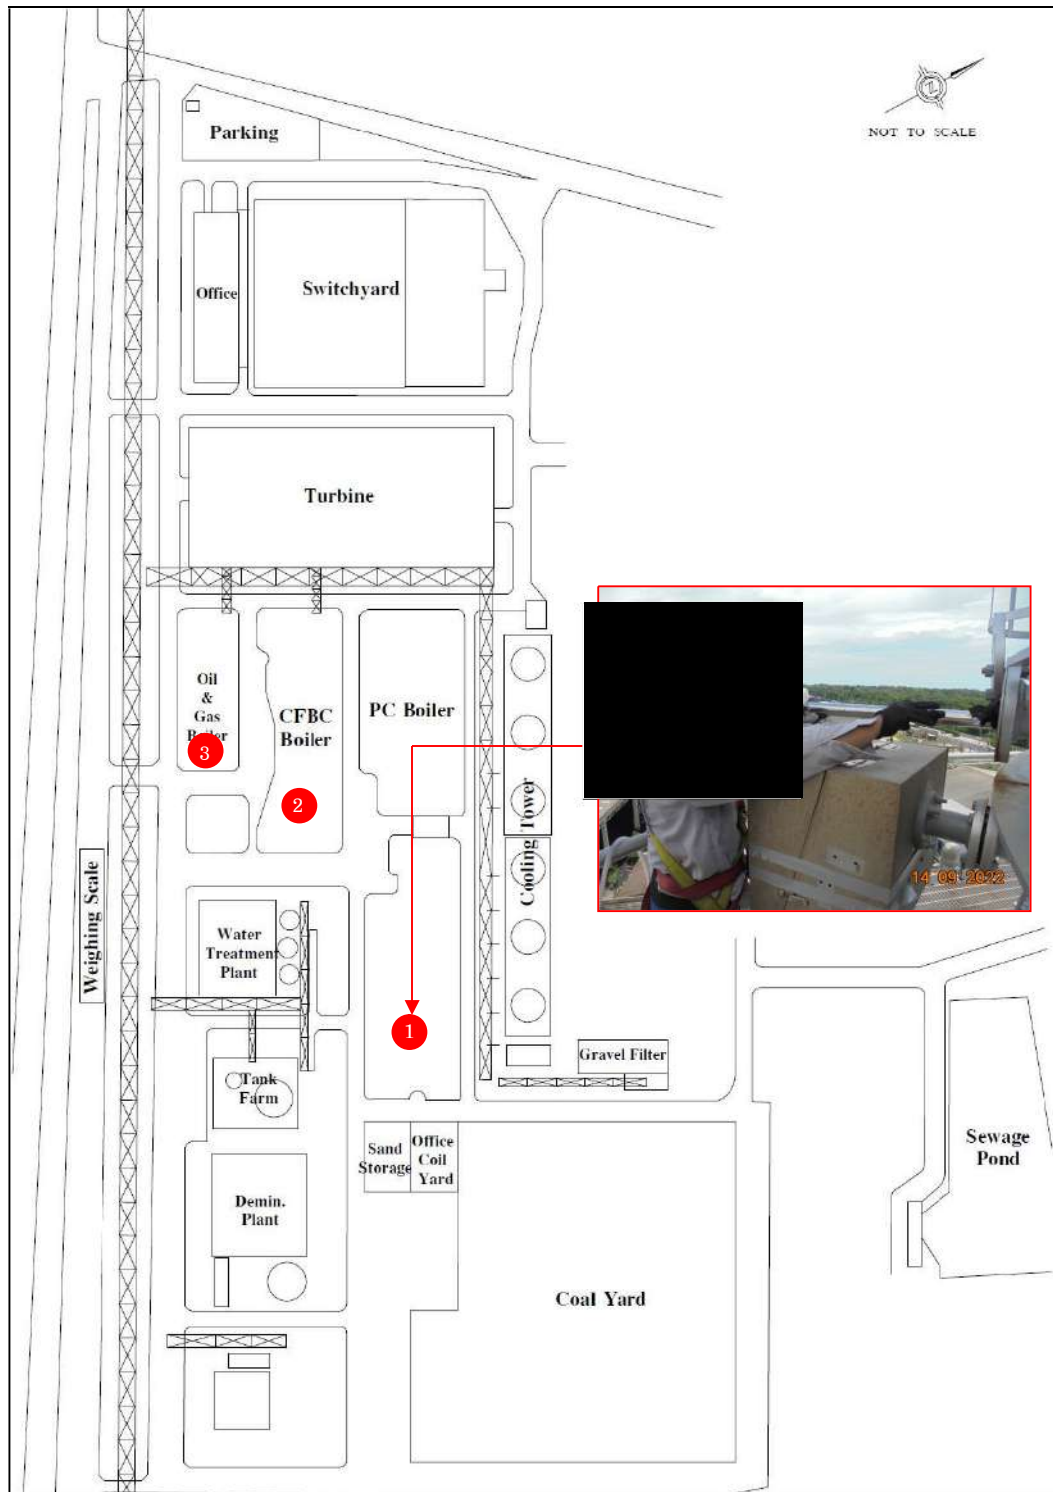 NOT TO SCALE
Parking
Office
Switchyard
Turbine
Oil
&
Gas
Boiler
3
CFBC
Boiler
2
PC Boiler
Cooling Tower
14 09 2022
Weighing Scale
Water
Treatment
Plant
1
Gravel Filter
Tank
Farm
Sand
Storage
Office
Coil
Yard
Sewage
Pond
Demin.
Plant
Coal Yard